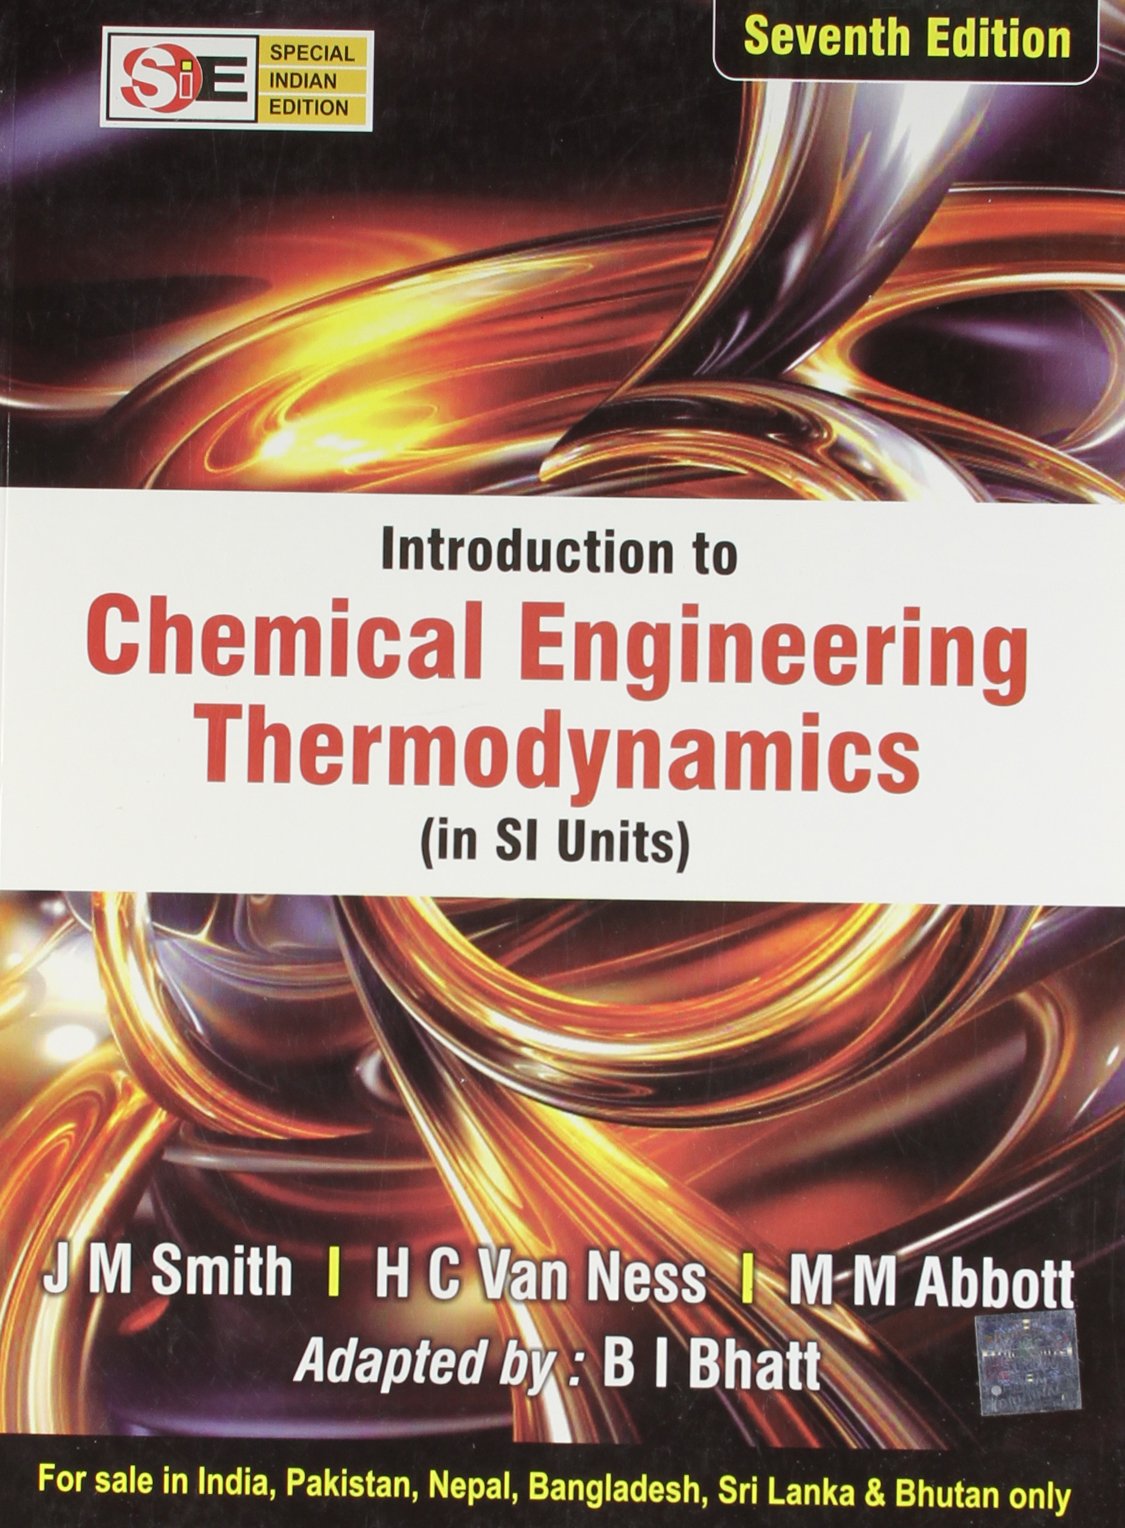 SiE
SPECIAL
INDIAN
EDITION
Seventh Edition
Introduction to
Chemical Engineering
Thermodynamics
(in SI Units)
J M Smith | H C Van Ness | M M Abbott
Adapted by : B I Bhatt
For sale in India, Pakistan, Nepal, Bangladesh, Sri Lanka & Bhutan only